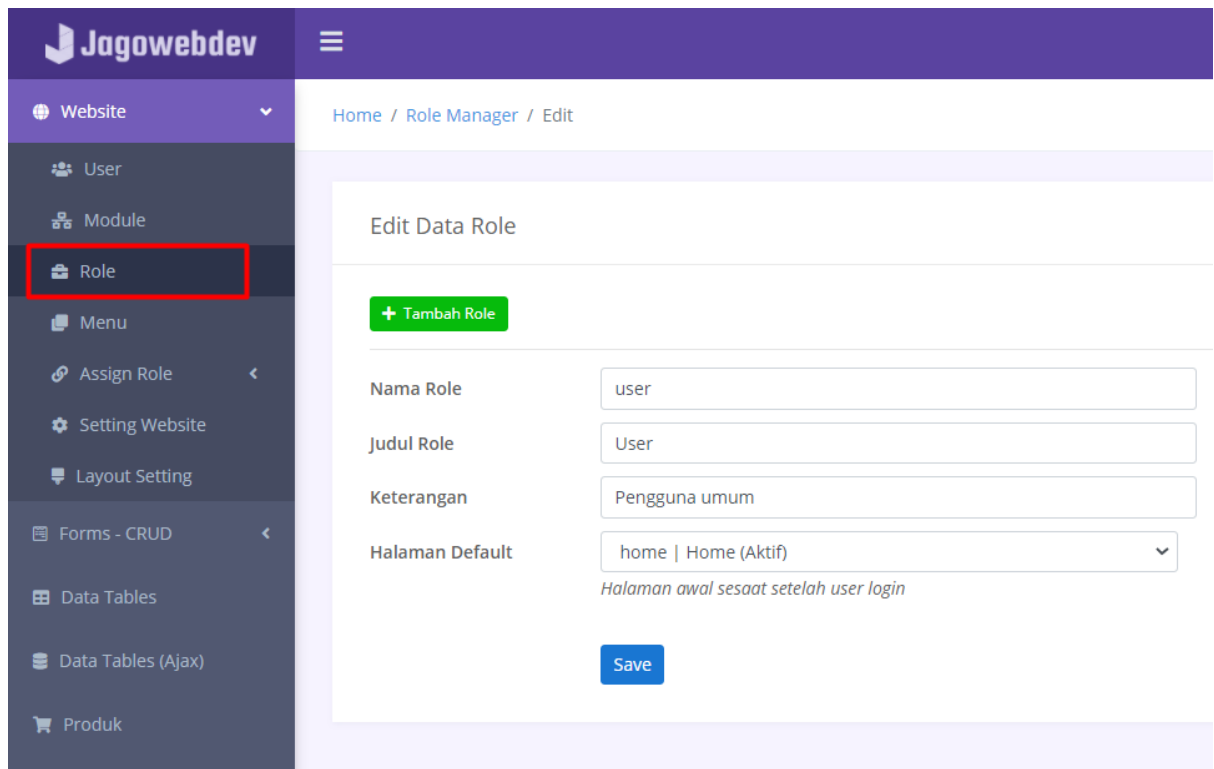 Jagowebdev
Website
User
Module
Role
Menu
Assign Role
Setting Website
Layout Setting
Forms - CRUD
Data Tables
Data Tables (Ajax)
Produk
Home / Role Manager / Edit
Edit Data Role
+ Tambah Role
Nama Role user
Judul Role User
Keterangan Pengguna umum
Halaman Default home | Home (Aktif)
Halaman awal sesaat setelah user login
Save